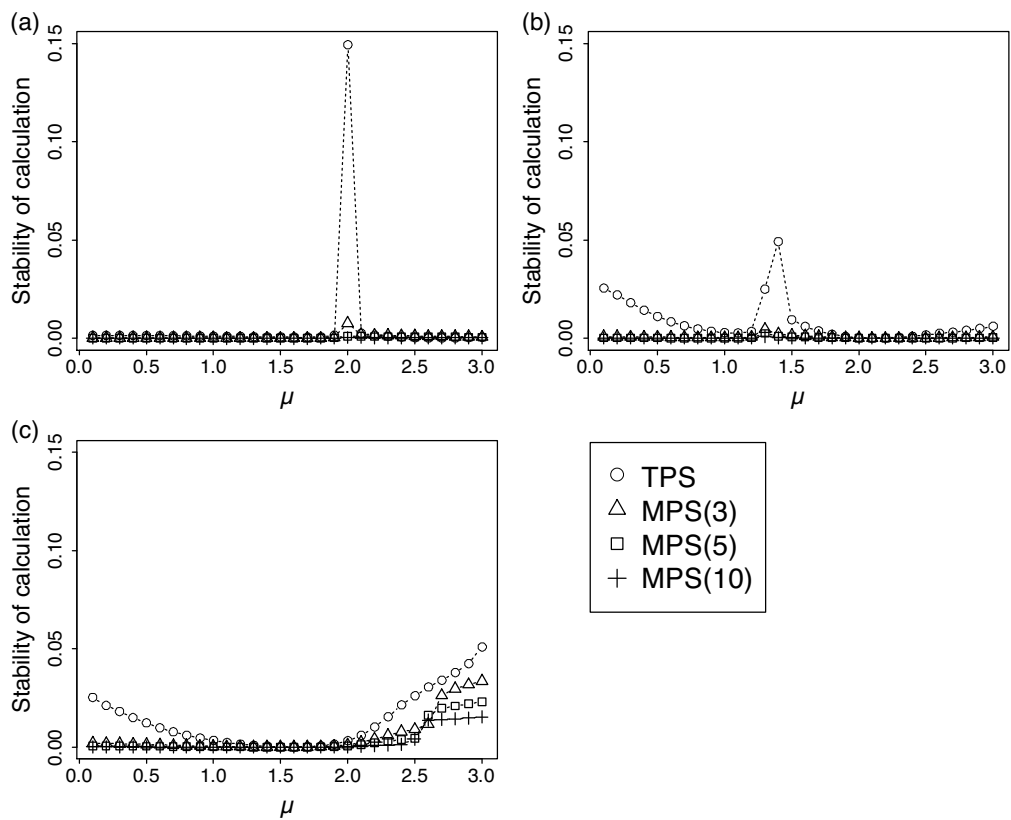 (a)
Stability of calculation
0.00 0.05 0.10 0.15
0.0 0.5 1.0 1.5 2.0 2.5 3.0
μ
(b)
Stability of calculation
0.00 0.05 0.10 0.15
0.0 0.5 1.0 1.5 2.0 2.5 3.0
μ
(c)
Stability of calculation
0.00 0.05 0.10 0.15
0.0 0.5 1.0 1.5 2.0 2.5 3.0
μ
TPS
MPS(3)
MPS(5)
MPS(10)